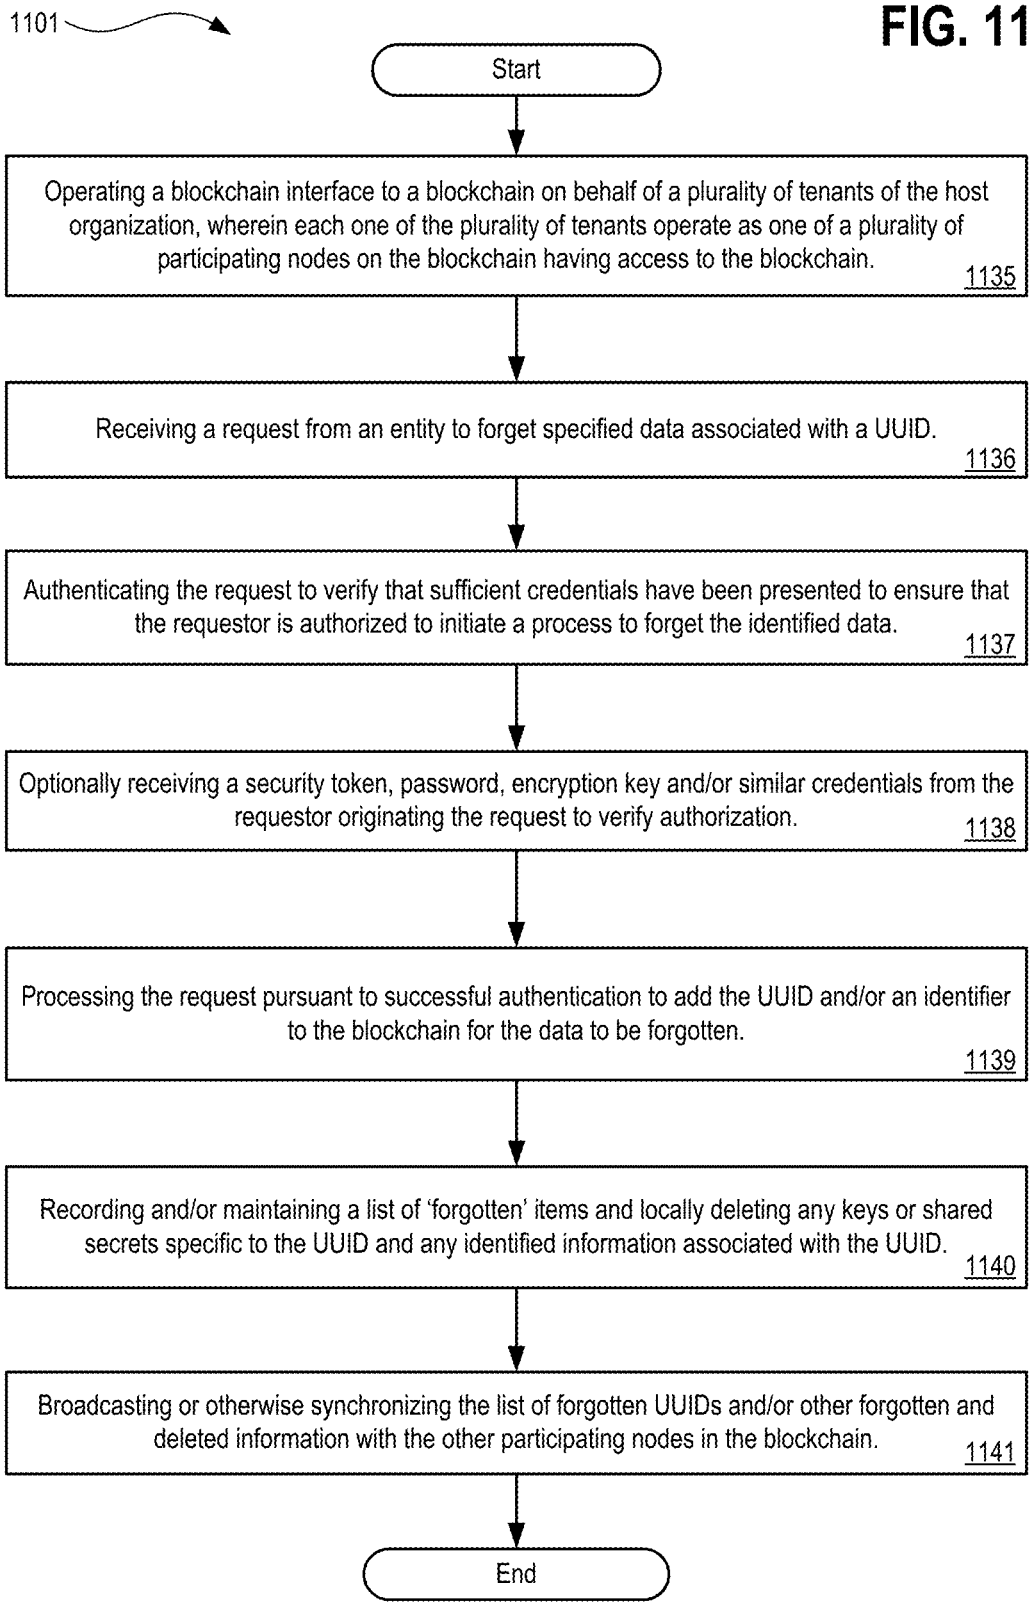 1101
FIG. 11
Start
Operating a blockchain interface to a blockchain on behalf of a plurality of tenants of the host
organization, wherein each one of the plurality of tenants operate as one of a plurality of
participating nodes on the blockchain having access to the blockchain.
1135
Receiving a request from an entity to forget specified data associated with a UUID.
1136
Authenticating the request to verify that sufficient credentials have been presented to ensure that
the requestor is authorized to initiate a process to forget the identified data.
1137
Optionally receiving a security token, password, encryption key and/or similar credentials from the
requestor originating the request to verify authorization.
1138
Processing the request pursuant to successful authentication to add the UUID and/or an identifier
to the blockchain for the data to be forgotten.
1139
Recording and/or maintaining a list of ‘forgotten’ items and locally deleting any keys or shared
secrets specific to the UUID and any identified information associated with the UUID.
1140
Broadcasting or otherwise synchronizing the list of forgotten UUIDs and/or other forgotten and
deleted information with the other participating nodes in the blockchain.
1141
End